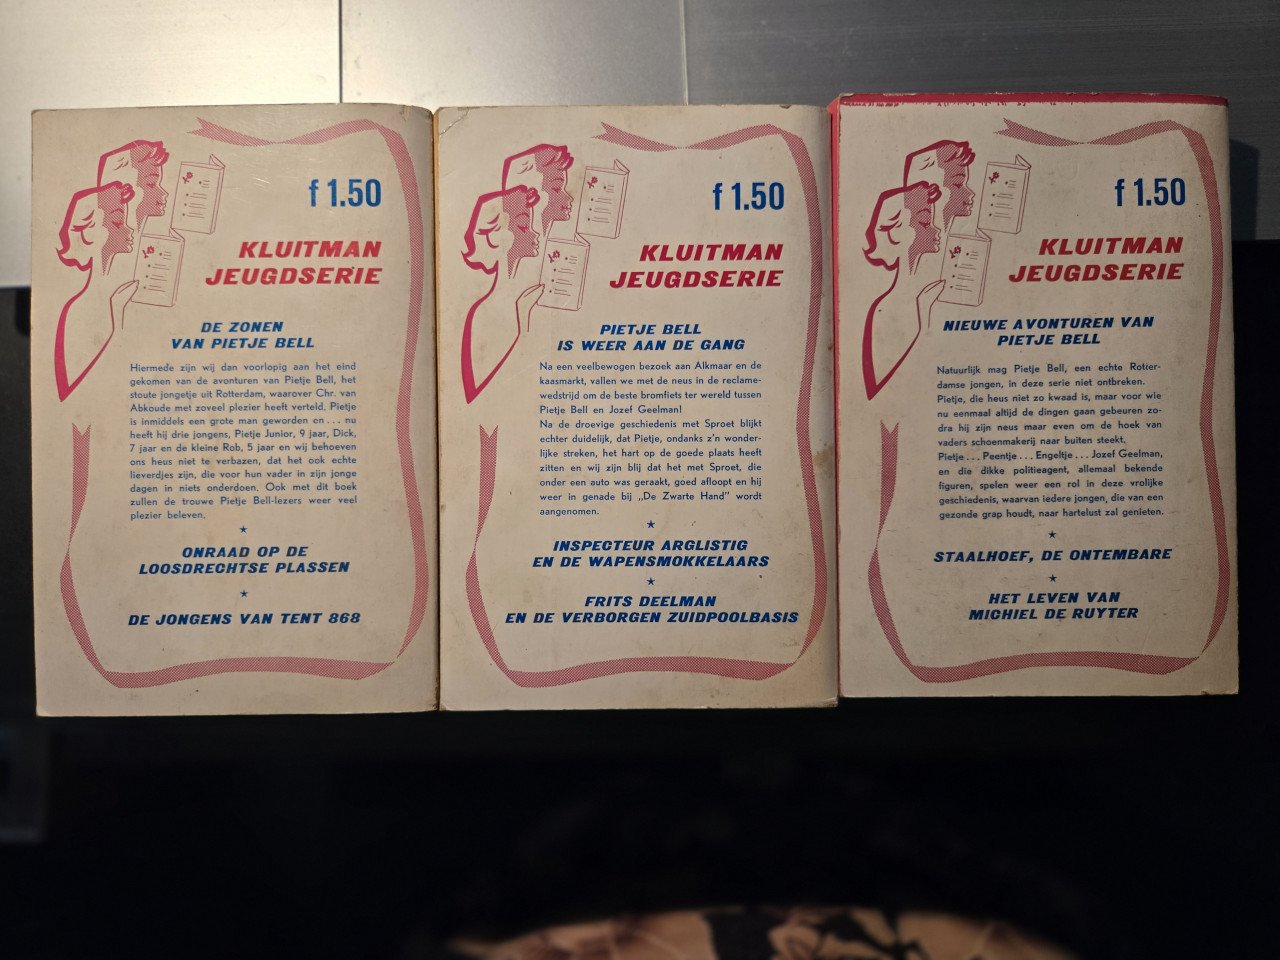 f 1.50
KLUITMAN
JEUGDSERIE
DE ZONEN
VAN PIETJE BELL
Hiermede zijn wij dan voorlopig aan het eind
gekomen van de avonturen van Pietje Bell, het
stoute jongetje uit Rotterdam, waarover Chr. van
Abkoude met zoveel plezier heeft verteld. Pietje
is inmiddels een grote man geworden en... nu
heeft hij drie jongens, Pietje Junior, 9 jaar, Dick,
7 jaar en de kleine Rob, 5 jaar en wij behoeven
ons heus niet te verbazen, dat het ook echte
lieverdjes zijn, die voor hun vader in zijn jonge
dagen in niets onderdoen. Ook met dit boek
zullen de trouwe Pietje Bell-lezers weer veel
plezier beleven.
ONRAAD OP DE
LOOSDRECHTSE PLASSEN
DE JONGENS VAN TENT 868
f 1.50
KLUITMAN
JEUGDSERIE
PIETJE BELL
IS WEER AAN DE GANG
Na een veelbewogen bezoek aan Alkmaar en de
kaasmarkt, vallen we met de neus in de reclame-
wedstrijd om de beste bromfiets ter wereld tussen
Pietje Bell en Jozef Geelman!
Na de droevige geschiedenis met Sproet blijkt
echter duidelijk, dat Pietje, ondanks z'n wonder-
lijke streken, het hart op de goede plaats heeft
zitten en wij zijn blij dat het met Sproet, die
onder een auto was geraakt, goed afloopt en hij
weer in genade bij „De Zwarte Hand" wordt
aangenomen.
INSPECTEUR ARGLISTIG
EN DE WAPENSMOKKELAARS
FRITS DEELMAN
EN DE VERBORGEN ZUIDPOOLBASIS
f 1.50
KLUITMAN
JEUGDSERIE
NIEUWE AVONTUREN VAN
PIETJE BELL
Natuurlijk mag Pietje Bell, een echte Rotter-
damse jongen, in deze serie niet ontbreken.
Pietje, die heus niet zo kwaad is, maar voor wie
nu eenmaal altijd de dingen gaan gebeuren zo-
dra hij zijn neus maar even om de hoek van
vaders schoenmakerij naar buiten steekt.
Pietje... Peentje... Engeltje... Jozef Geelman,
en die dikke politieagent, allemaal bekende
figuren, spelen weer een rol in deze vrolijke
geschiedenis, waarvan iedere jongen, die van een
gezonde grap houdt, naar hartelust zal genieten.
STAALHOEF, DE ONTEMBARE
HET LEVEN VAN
MICHIEL DE RUYTER